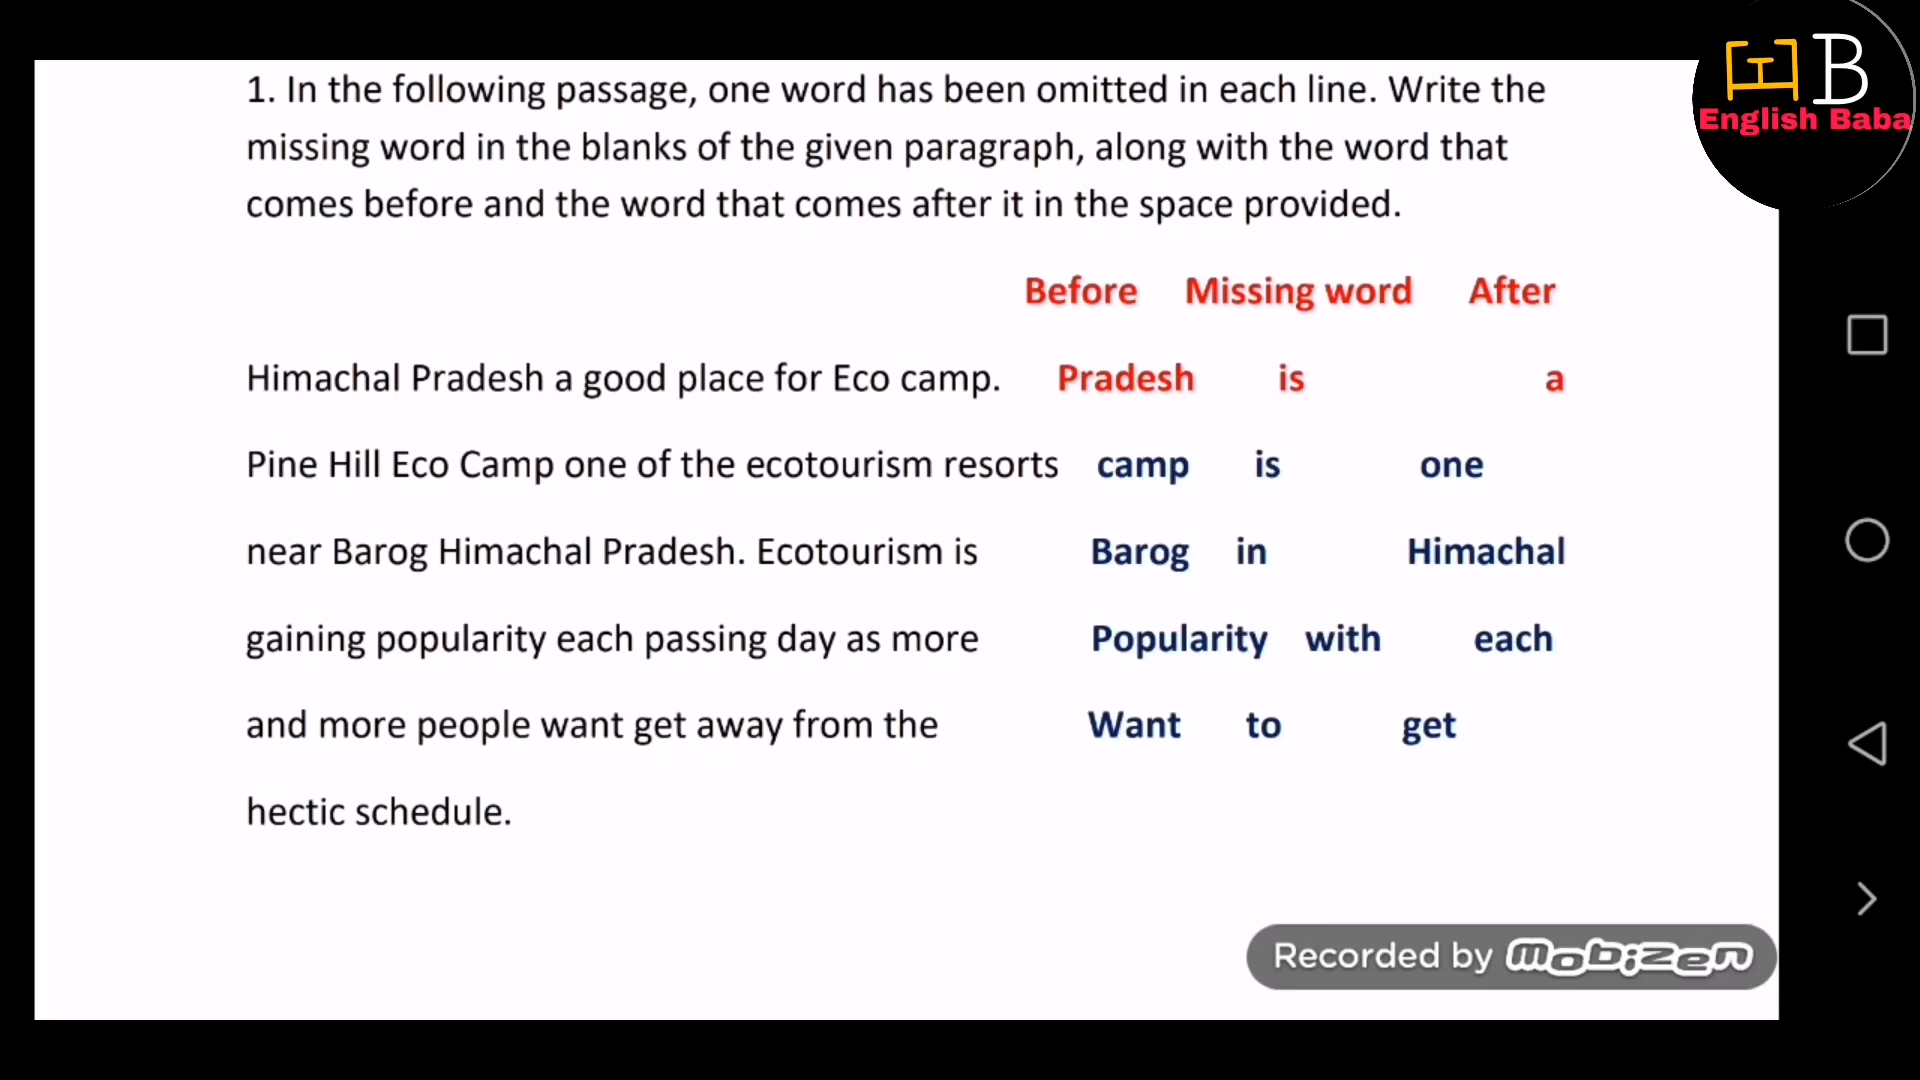 1. In the following passage, one word has been omitted in each line. Write the
missing word in the blanks of the given paragraph, along with the word that
comes before and the word that comes after it in the space provided.
Before Missing word After
Himachal Pradesh a good place for Eco camp. Pradesh is a
Pine Hill Eco Camp one of the ecotourism resorts camp is one
near Barog Himachal Pradesh. Ecotourism is Barog in Himachal
gaining popularity each passing day as more Popularity with each
and more people want get away from the Want to get
hectic schedule.
EB
English Baba
Recorded by mobizen